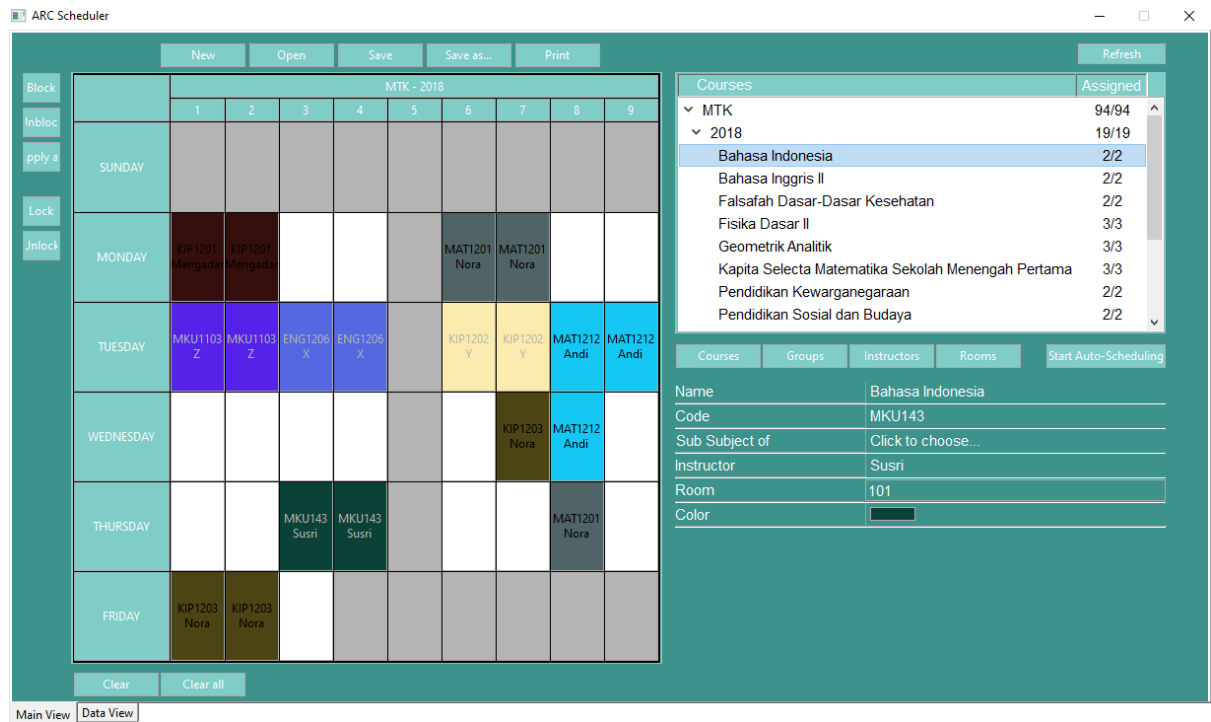 ARC Scheduler
New Open Save Save as... Print Refresh
Block
Inbloc
pply a
Lock
Jnlock
MTK - 2018
1 2 3 4 5 6 7 8 9
SUNDAY
MONDAY
KIP1201 KIP1201 MAT1201 MAT1201
Mangadar Mangadar Nora Nora
TUESDAY
MKU1103 MKU1103 ENG1206 ENG1206 KIP1202 KIP1202 MAT1212 MAT1212
Z Z X X Y Y Andi Andi
WEDNESDAY
KIP1203 MAT1212
Nora Andi
THURSDAY
MKU143 MKU143 MAT1201
Susri Susri Nora
FRIDAY
KIP1203 KIP1203
Nora Nora
Clear Clear all
Courses Assigned
MTK 94/94
2018 19/19
Bahasa Indonesia 2/2
Bahasa Inggris II 2/2
Falsafah Dasar-Dasar Kesehatan 2/2
Fisika Dasar II 3/3
Geometrik Analitik 3/3
Kapita Selecta Matematika Sekolah Menengah Pertama 3/3
Pendidikan Kewarganegaraan 2/2
Pendidikan Sosial dan Budaya 2/2
Courses Groups Instructors Rooms Start Auto-Scheduling
Name Bahasa Indonesia
Code MKU143
Sub Subject of Click to choose...
Instructor Susri
Room 101
Color
Main View Data View